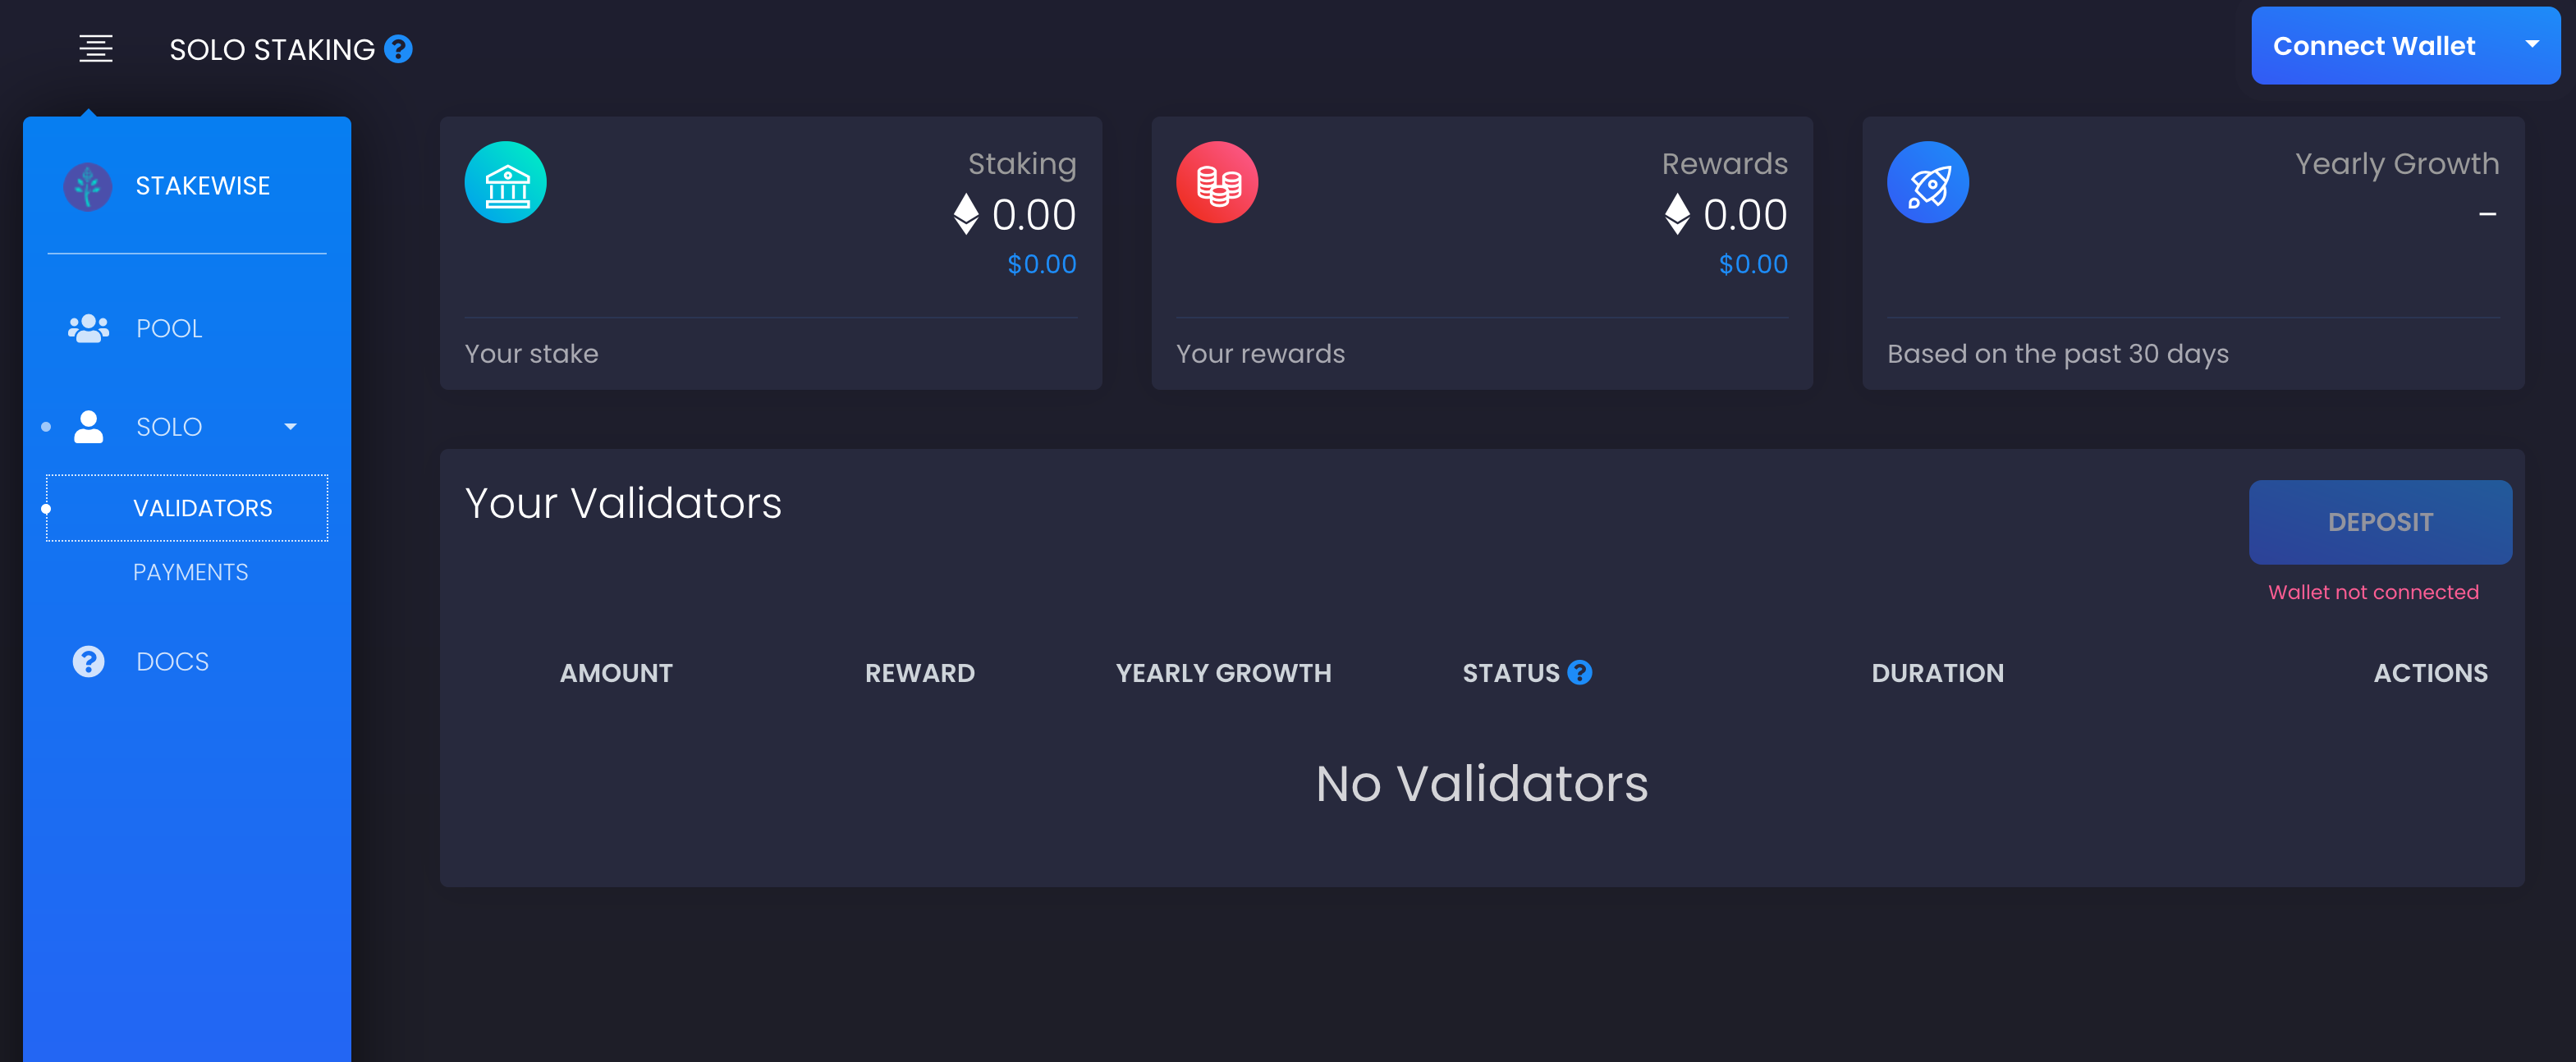 SOLO STAKING ?
Connect Wallet
STAKEWISE
POOL
SOLO
VALIDATORS
PAYMENTS
? DOCS
Staking
0.00
$0.00
Your stake
Rewards
0.00
$0.00
Your rewards
Yearly Growth
–
Based on the past 30 days
Your Validators
DEPOSIT
Wallet not connected
AMOUNT REWARD YEARLY GROWTH STATUS ? DURATION ACTIONS
No Validators